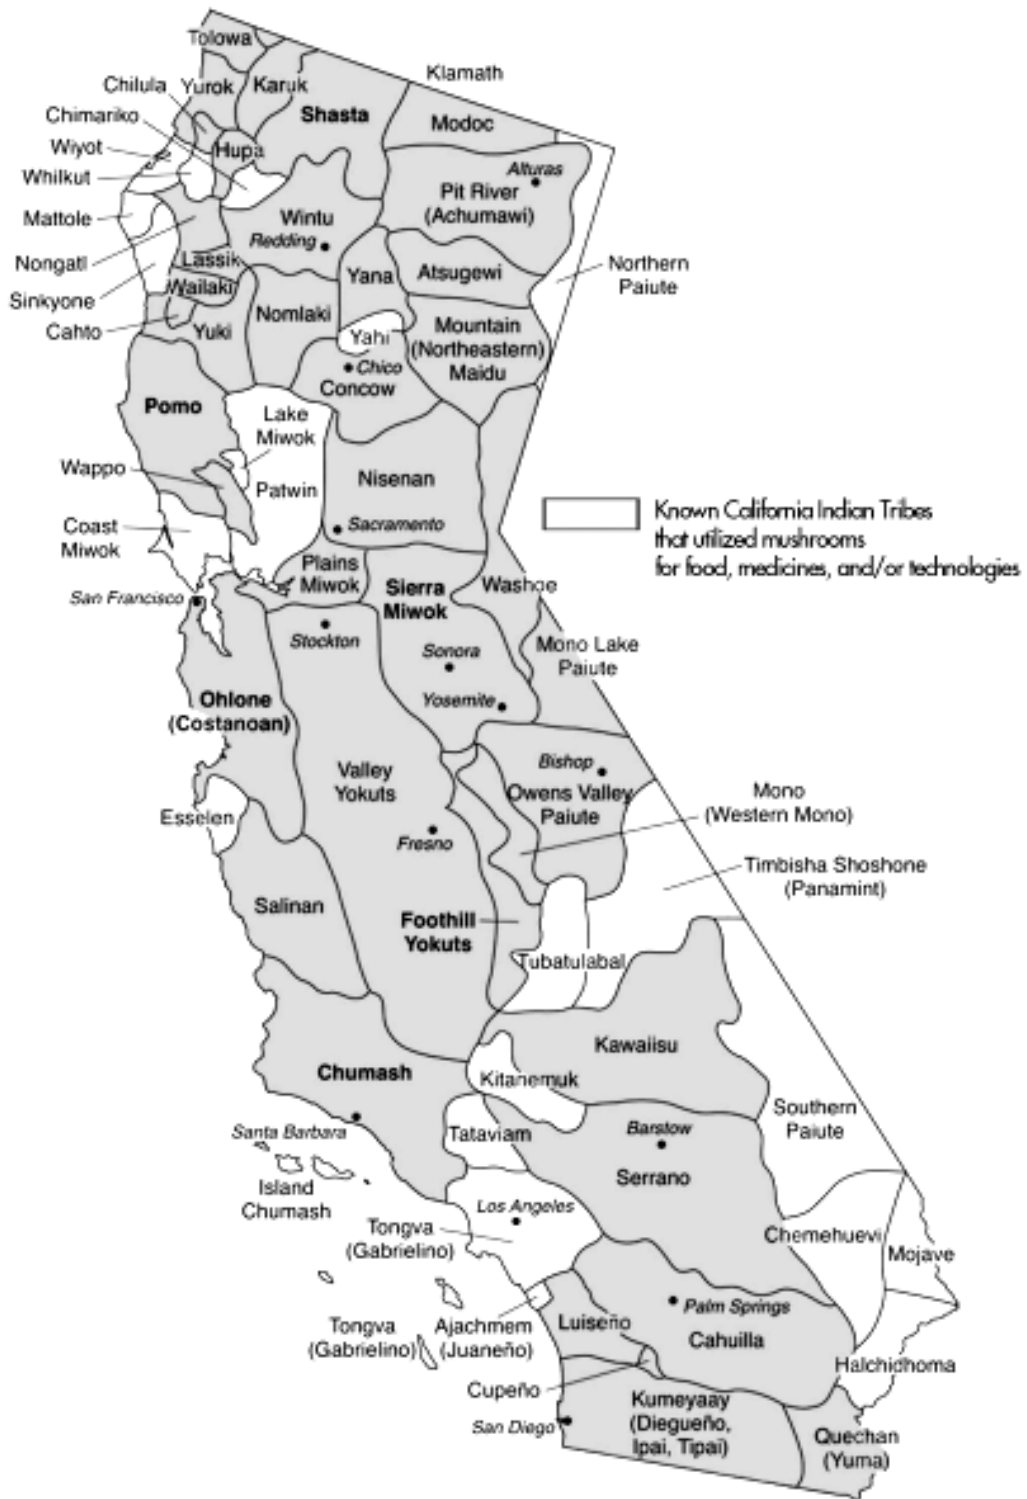 Tolowa
Klamath
Chilula
Yurok
Karuk
Chimariko
Shasta
Modoc
Wiyot
Hupa
Whilkut
Alturas
Pit River
(Achumawi)
Mattole
Wintu
Redding
Nongatl
Lassik
Yana
Atsugewi
Northern
Paiute
Sinkyone
Wailaki
Nomlaki
Cahto
Yuki
Yahi
Mountain
(Northeastern)
Maidu
Chico
Concow
Pomo
Lake
Miwok
Wappo
Patwin
Nisenan
Coast
Miwok
Sacramento
Known California Indian Tribes
that utilized mushrooms
for food, medicines, and/or technologies
Plains
Miwok
Sierra
Miwok
Washoe
San Francisco
Stockton
Sonora
Mono Lake
Paiute
Yosemite
Ohlone
(Costanoan)
Valley
Yokuts
Bishop
Owens Valley
Paiute
Mono
(Western Mono)
Esselen
Fresno
Timbisha Shoshone
(Panamint)
Salinan
Foothill
Yokuts
Tubatulabal
Kawaiisu
Chumash
Kitanemuk
Southern
Paiute
Santa Barbara
Tataviam
Barstow
Serrano
Island
Chumash
Los Angeles
Tongva
(Gabrielino)
Chemehuevi
Mojave
Palm Springs
Cahuilla
Tongva
(Gabrielino)
Ajachmem
(Juaneño)
Luiseño
Halchidhoma
Cupeño
San Diego
Kumeyaay
(Diegueño,
Ipai, Tipai)
Quechan
(Yuma)